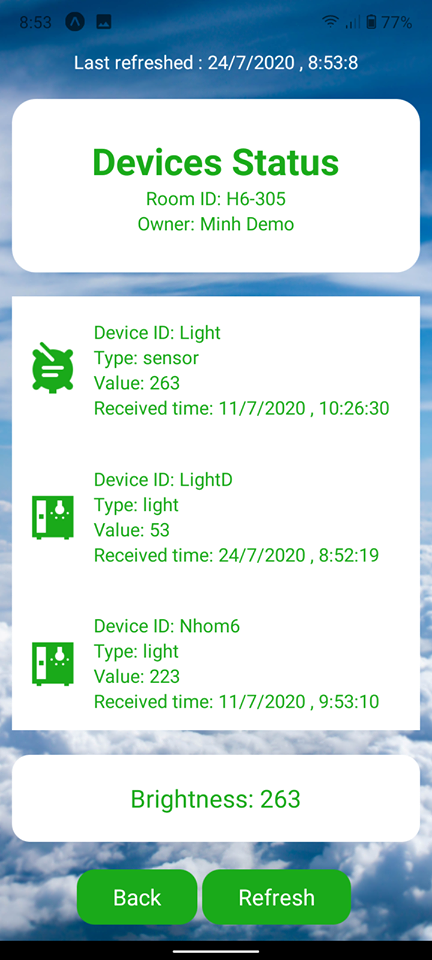 8:53
77%
Last refreshed : 24/7/2020 , 8:53:8
Devices Status
Room ID: H6-305
Owner: Minh Demo
Device ID: Light
Type: sensor
Value: 263
Received time: 11/7/2020 , 10:26:30
Device ID: LightD
Type: light
Value: 53
Received time: 24/7/2020 , 8:52:19
Device ID: Nhom6
Type: light
Value: 223
Received time: 11/7/2020 , 9:53:10
Brightness: 263
Back
Refresh